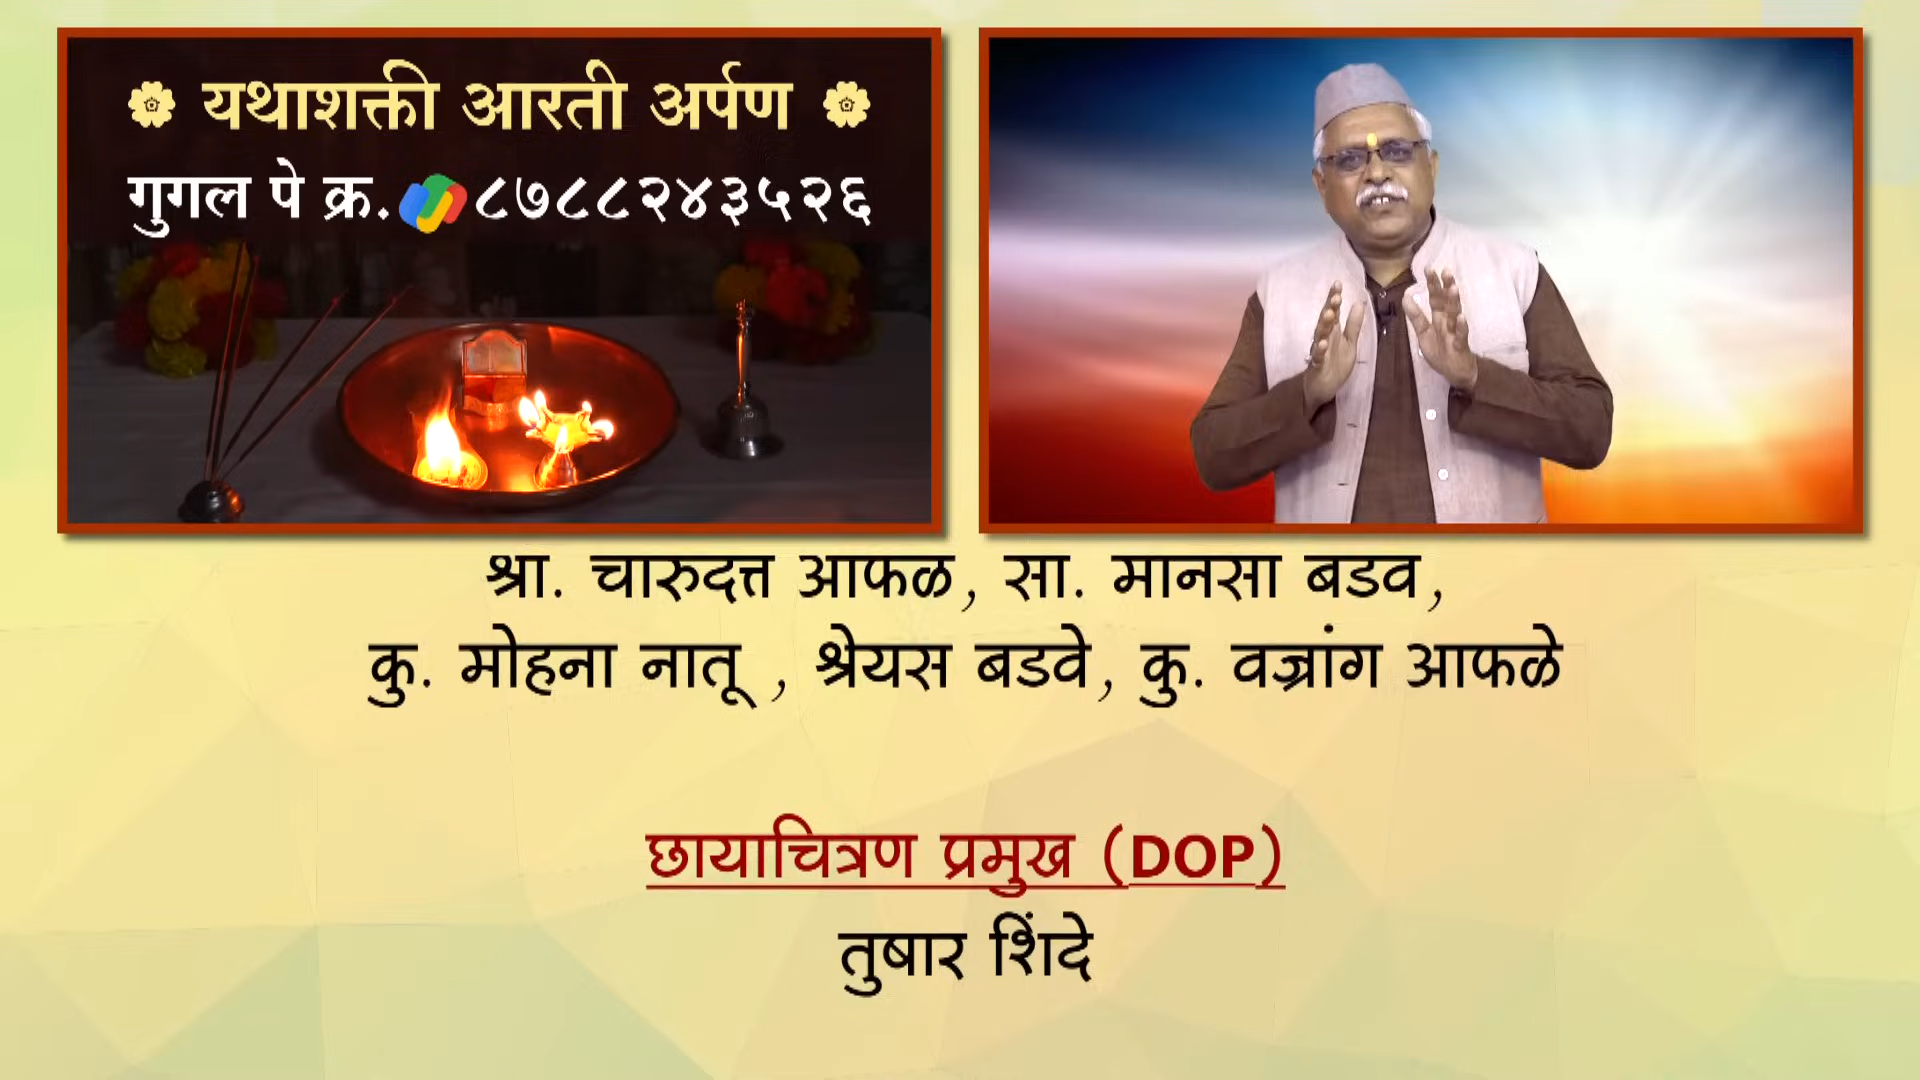 यथाशक्ती आरती अर्पण
गुगल पे क्र. ८७८८२४३५२६
श्री. चारुदत्त आफळे, सौ. मानसी बडवे,
कु. मोहना नातू , श्रेयस बडवे, कु. वज्रांग आफळे
छायाचित्रण प्रमुख (DOP)
तुषार शिंदे